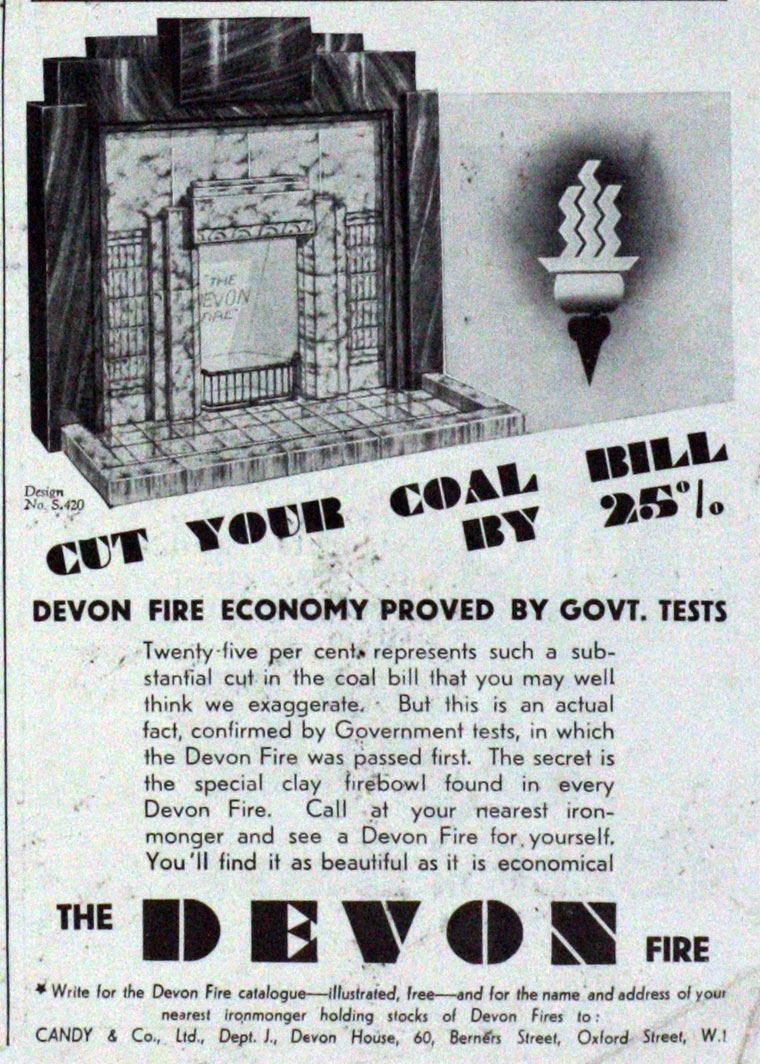 "THE
DEVON
FIRE"
Design
No. S.420
CUT YOUR COAL BILL
BY 25%
DEVON FIRE ECONOMY PROVED BY GOVT. TESTS
Twenty-five per cent. represents such a sub-
stantial cut in the coal bill that you may well
think we exaggerate. But this is an actual
fact, confirmed by Government tests, in which
the Devon Fire was passed first. The secret is
the special clay firebowl found in every
Devon Fire. Call at your nearest iron-
monger and see a Devon Fire for yourself.
You'll find it as beautiful as it is economical
THE DEVON FIRE
* Write for the Devon Fire catalogue—illustrated, free—and for the name and address of your
nearest ironmonger holding stocks of Devon Fires to :
CANDY & Co., Ltd., Dept. J., Devon House, 60, Berners Street, Oxford Street, W.1